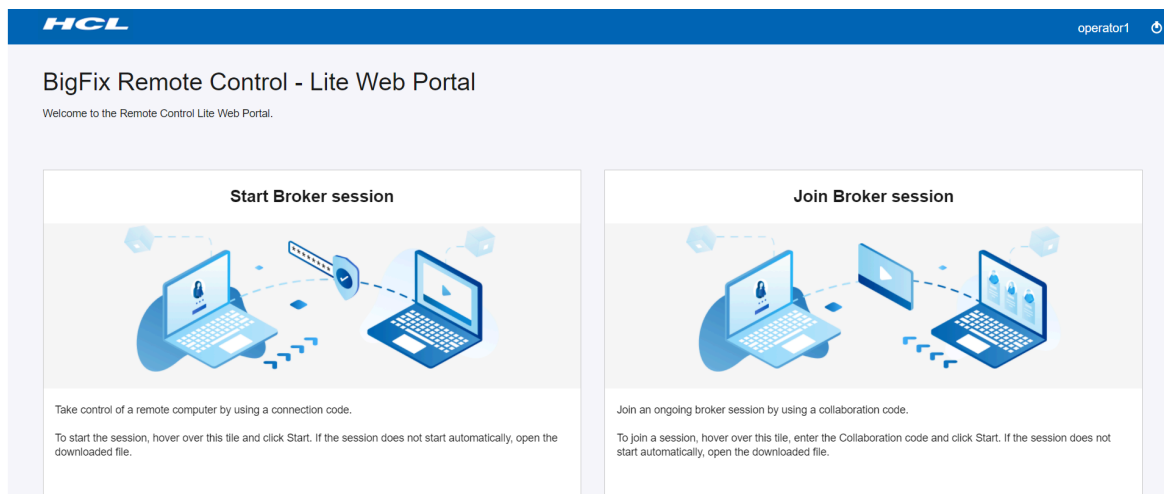 HCL
operator1
BigFix Remote Control - Lite Web Portal
Welcome to the Remote Control Lite Web Portal.
Start Broker session
Take control of a remote computer by using a connection code.
To start the session, hover over this tile and click Start. If the session does not start automatically, open the
downloaded file.
Join Broker session
Join an ongoing broker session by using a collaboration code.
To join a session, hover over this tile, enter the Collaboration code and click Start. If the session does not
start automatically, open the downloaded file.